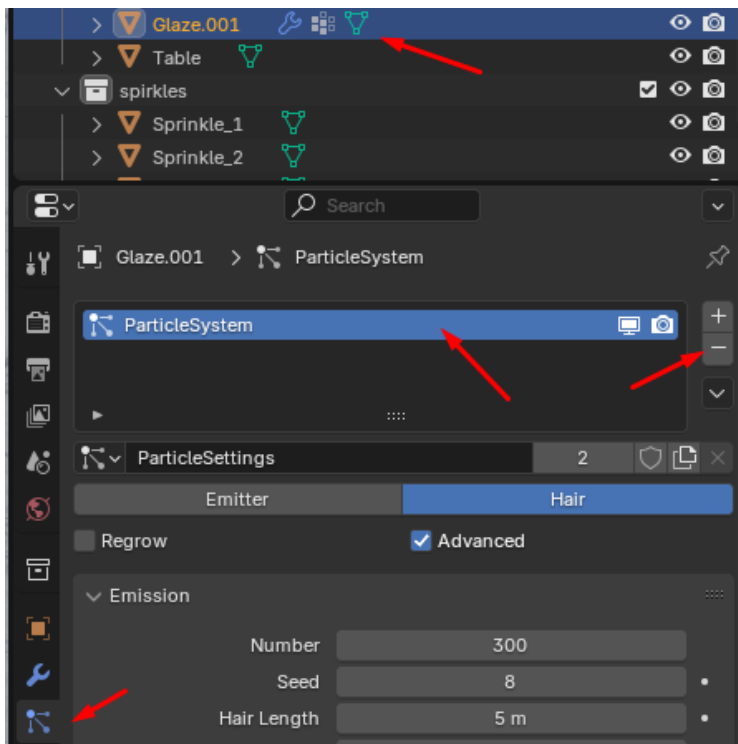 Glaze.001
Table
spirkles
Sprinkle_1
Sprinkle_2
Search
Glaze.001 > ParticleSystem
ParticleSystem
ParticleSettings 2
Emitter Hair
Regrow Advanced
Emission
Number 300
Seed 8
Hair Length 5 m